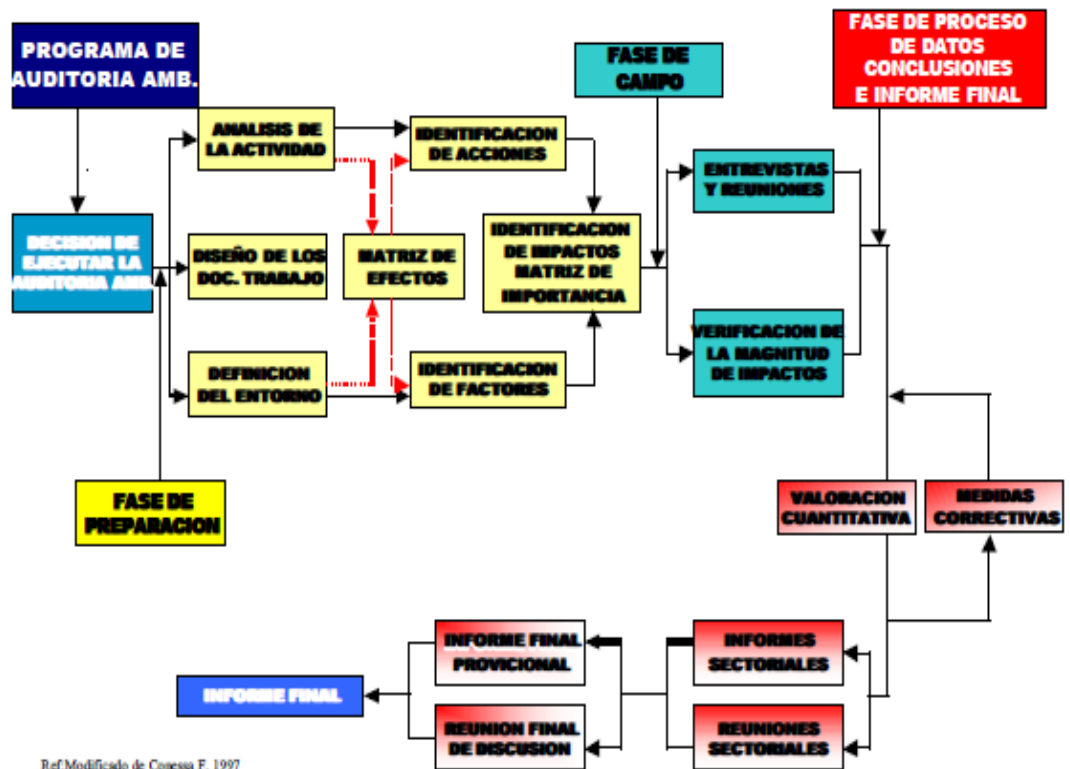 PROGRAMA DE
AUDITORIA AMB.
FASE DE
CAMPO
FASE DE PROCESO
DE DATOS
CONCLUSIONES
E INFORME FINAL
ANALISIS DE
LA ACTIVIDAD
IDENTIFICACION
DE ACCIONES
ENTREVISTAS
Y REUNIONES
DECISION DE
EJECUTAR LA
AUDITORIA AMB.
DISEÑO DE LOS
DOC. TRABAJO
MATRIZ DE
EFECTOS
IDENTIFICACION
DE IMPACTOS
MATRIZ DE
IMPORTANCIA
VERIFICACION DE
LA MAGNITUD
DE IMPACTOS
DEFINICION
DEL ENTORNO
IDENTIFICACION
DE FACTORES
FASE DE
PREPARACION
VALORACION
CUANTITATIVA
MEDIDAS
CORRECTIVAS
INFORME FINAL
PROVICIONAL
INFORMES
SECTORIALES
INFORME FINAL
REUNION FINAL
DE DISCUSION
REUNIONES
SECTORIALES
Ref Modificado de Conessa F. 1997